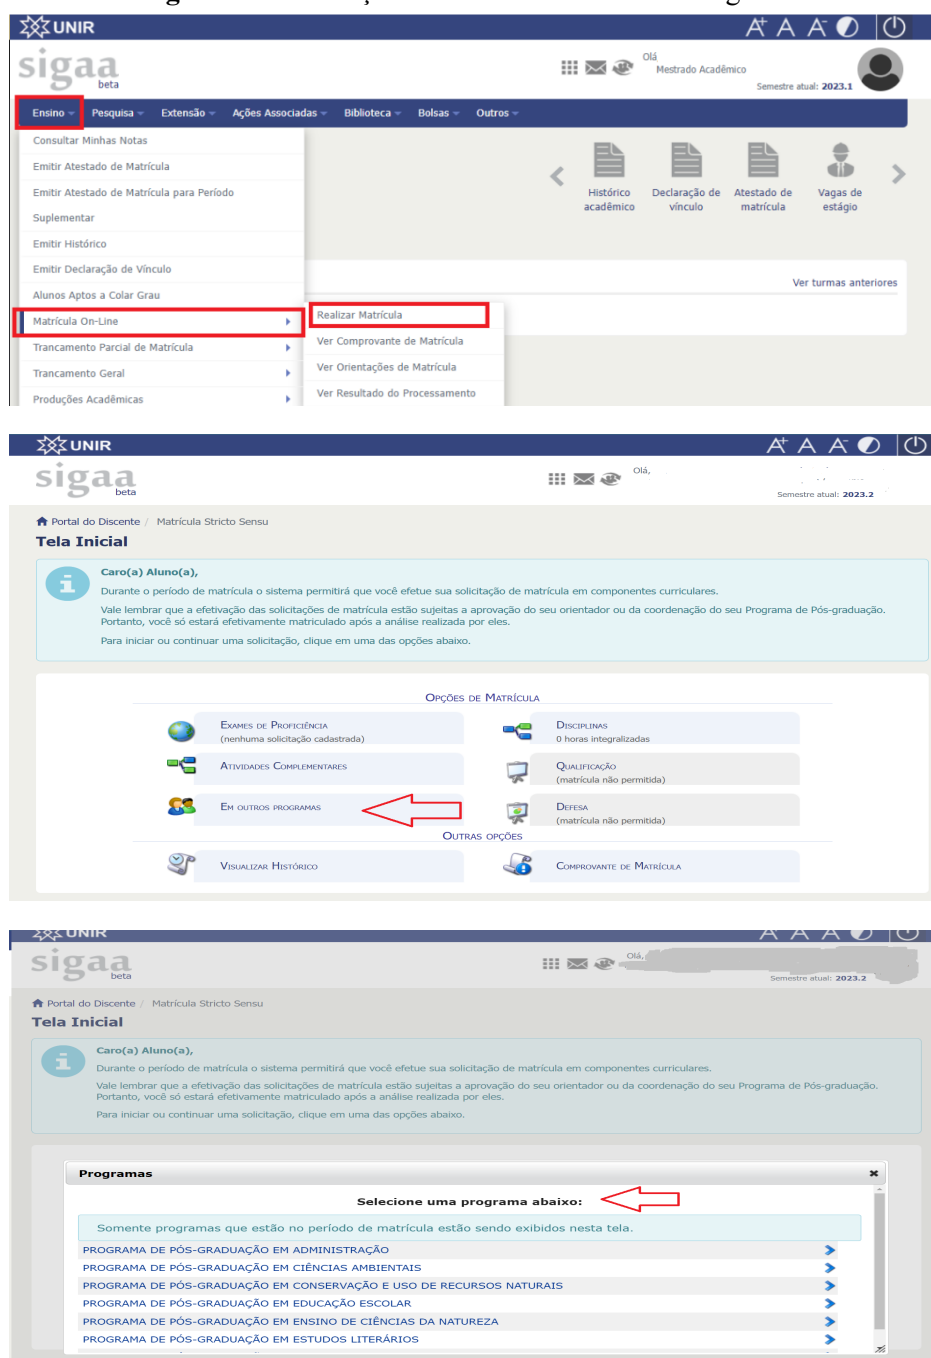 UNIR
A+ A A-
sigaa
beta
Olá
Mestrado Acadêmico
Semestre atual: 2023.1
Ensino Pesquisa Extensão Ações Associadas Biblioteca Bolsas Outros
Consultar Minhas Notas
Emitir Atestado de Matrícula
Emitir Atestado de Matrícula para Período
Suplementar
Emitir Histórico
Emitir Declaração de Vínculo
Alunos Aptos a Colar Grau
Matrícula On-Line
Trancamento Parcial de Matrícula
Trancamento Geral
Produções Acadêmicas
Realizar Matrícula
Ver Comprovante de Matrícula
Ver Orientações de Matrícula
Ver Resultado do Processamento
Histórico acadêmico
Declaração de vínculo
Atestado de matrícula
Vagas de estágio
Ver turmas anteriores
UNIR
A+ A A-
sigaa
beta
Olá,
Semestre atual: 2023.2
Portal do Discente / Matrícula Stricto Sensu
Tela Inicial
Caro(a) Aluno(a),
Durante o período de matrícula o sistema permitirá que você efetue sua solicitação de matrícula em componentes curriculares.
Vale lembrar que a efetivação das solicitações de matrícula estão sujeitas a aprovação do seu orientador ou da coordenação do seu Programa de Pós-graduação.
Portanto, você só estará efetivamente matriculado após a análise realizada por eles.
Para iniciar ou continuar uma solicitação, clique em uma das opções abaixo.
Opções de Matrícula
Exames de Proficiência
(nenhuma solicitação cadastrada)
Disciplinas
0 horas integralizadas
Atividades Complementares
Qualificação
(matrícula não permitida)
Em outros programas
Defesa
(matrícula não permitida)
Outras opções
Visualizar Histórico
Comprovante de Matrícula
UNIR
A A A
sigaa
beta
Olá,
Semestre atual: 2023.2
Portal do Discente / Matrícula Stricto Sensu
Tela Inicial
Caro(a) Aluno(a),
Durante o período de matrícula o sistema permitirá que você efetue sua solicitação de matrícula em componentes curriculares.
Vale lembrar que a efetivação das solicitações de matrícula estão sujeitas a aprovação do seu orientador ou da coordenação do seu Programa de Pós-graduação.
Portanto, você só estará efetivamente matriculado após a análise realizada por eles.
Para iniciar ou continuar uma solicitação, clique em uma das opções abaixo.
Programas
Selecione uma programa abaixo:
Somente programas que estão no período de matrícula estão sendo exibidos nesta tela.
PROGRAMA DE PÓS-GRADUAÇÃO EM ADMINISTRAÇÃO
PROGRAMA DE PÓS-GRADUAÇÃO EM CIÊNCIAS AMBIENTAIS
PROGRAMA DE PÓS-GRADUAÇÃO EM CONSERVAÇÃO E USO DE RECURSOS NATURAIS
PROGRAMA DE PÓS-GRADUAÇÃO EM EDUCAÇÃO ESCOLAR
PROGRAMA DE PÓS-GRADUAÇÃO EM ENSINO DE CIÊNCIAS DA NATUREZA
PROGRAMA DE PÓS-GRADUAÇÃO EM ESTUDOS LITERÁRIOS